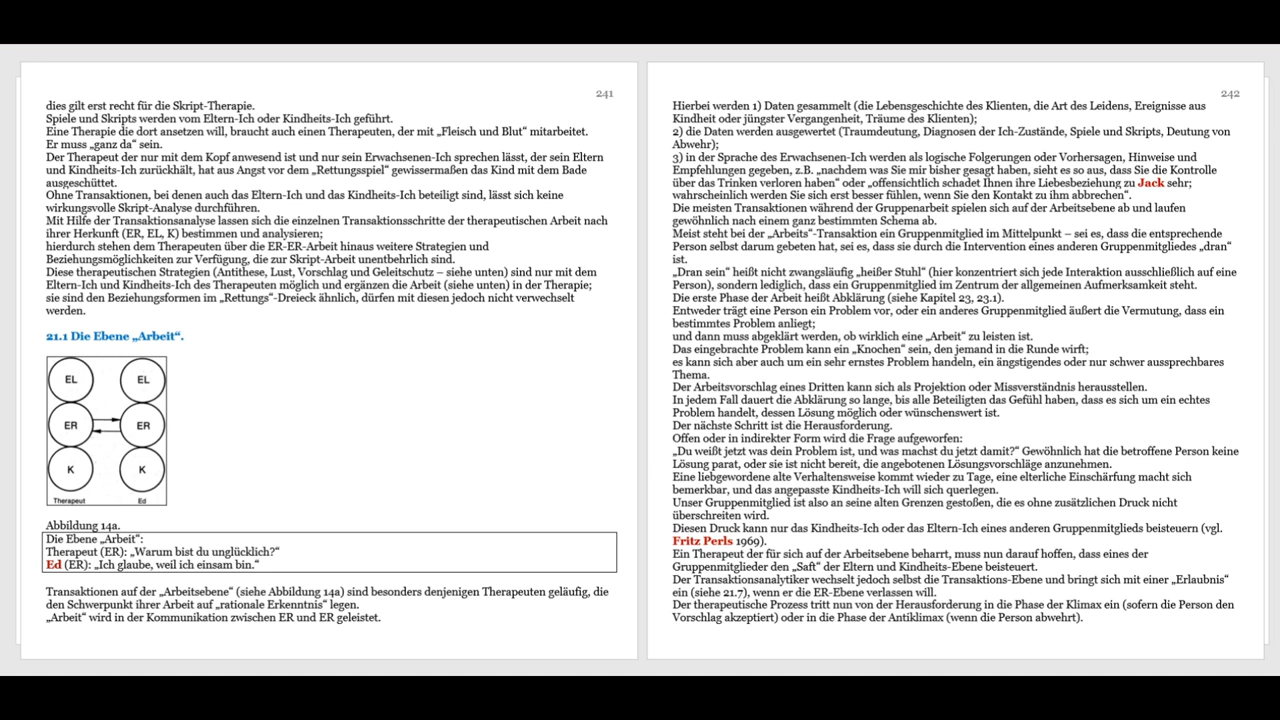 241
dies gilt erst recht für die Skript-Therapie.
Spiele und Skripts werden vom Eltern-Ich oder Kindheits-Ich geführt.
Eine Therapie die dort ansetzen will, braucht auch einen Therapeuten, der mit „Fleisch und Blut“ mitarbeitet.
Er muss „ganz da“ sein.
Der Therapeut der nur mit dem Kopf anwesend ist und nur sein Erwachsenen-Ich sprechen lässt, der sein Eltern
und Kindheits-Ich zurückhält, hat aus Angst vor dem „Rettungsspiel“ gewissermaßen das Kind mit dem Bade
ausgeschüttet.
Ohne Transaktionen, bei denen auch das Eltern-Ich und das Kindheits-Ich beteiligt sind, lässt sich keine
wirkungsvolle Skript-Analyse durchführen.
Mit Hilfe der Transaktionsanalyse lassen sich die einzelnen Transaktionsschritte der therapeutischen Arbeit nach
ihrer Herkunft (ER, EL, K) bestimmen und analysieren;
hierdurch stehen dem Therapeuten über die ER-ER-Arbeit hinaus weitere Strategien und
Beziehungsmöglichkeiten zur Verfügung, die zur Skript-Arbeit unentbehrlich sind.
Diese therapeutischen Strategien (Antithese, Lust, Vorschlag und Geleitschutz – siehe unten) sind nur mit dem
Eltern-Ich und Kindheits-Ich des Therapeuten möglich und ergänzen die Arbeit (siehe unten) in der Therapie;
sie sind den Beziehungsformen im „Rettungs“-Dreieck ähnlich, dürfen mit diesen jedoch nicht verwechselt
werden.
21.1 Die Ebene „Arbeit“.
EL EL
ER ER
K K
Therapeut Ed
Abbildung 14a.
Die Ebene „Arbeit“:
Therapeut (ER): „Warum bist du unglücklich?“
Ed (ER): „Ich glaube, weil ich einsam bin.“
Transaktionen auf der „Arbeitsebene“ (siehe Abbildung 14a) sind besonders denjenigen Therapeuten geläufig, die
den Schwerpunkt ihrer Arbeit auf „rationale Erkenntnis“ legen.
„Arbeit“ wird in der Kommunikation zwischen ER und ER geleistet.
242
Hierbei werden 1) Daten gesammelt (die Lebensgeschichte des Klienten, die Art des Leidens, Ereignisse aus
Kindheit oder jüngster Vergangenheit, Träume des Klienten);
2) die Daten werden ausgewertet (Traumdeutung, Diagnosen der Ich-Zustände, Spiele und Skripts, Deutung von
Abwehr);
3) in der Sprache des Erwachsenen-Ich werden als logische Folgerungen oder Vorhersagen, Hinweise und
Empfehlungen gegeben, z.B. „nachdem was Sie mir bisher gesagt haben, sieht es so aus, dass Sie die Kontrolle
über das Trinken verloren haben“ oder „offensichtlich schadet Ihnen ihre Liebesbeziehung zu Jack sehr;
wahrscheinlich werden Sie sich erst besser fühlen, wenn Sie den Kontakt zu ihm abbrechen“.
Die meisten Transaktionen während der Gruppenarbeit spielen sich auf der Arbeitsebene ab und laufen
gewöhnlich nach einem ganz bestimmten Schema ab.
Meist steht bei der „Arbeits“-Transaktion ein Gruppenmitglied im Mittelpunkt – sei es, dass die entsprechende
Person selbst darum gebeten hat, sei es, dass sie durch die Intervention eines anderen Gruppenmitgliedes „dran“
ist.
„Dran sein“ heißt nicht zwangsläufig „heißer Stuhl“ (hier konzentriert sich jede Interaktion ausschließlich auf eine
Person), sondern lediglich, dass ein Gruppenmitglied im Zentrum der allgemeinen Aufmerksamkeit steht.
Die erste Phase der Arbeit heißt Abklärung (siehe Kapitel 23, 23.1).
Entweder trägt eine Person ein Problem vor, oder ein anderes Gruppenmitglied äußert die Vermutung, dass ein
bestimmtes Problem anliegt;
und dann muss abgeklärt werden, ob wirklich eine „Arbeit“ zu leisten ist.
Das eingebrachte Problem kann ein „Knochen“ sein, den jemand in die Runde wirft;
es kann sich aber auch um ein sehr ernstes Problem handeln, ein ängstigendes oder nur schwer aussprechbares
Thema.
Der Arbeitsvorschlag eines Dritten kann sich als Projektion oder Missverständnis herausstellen.
In jedem Fall dauert die Abklärung so lange, bis alle Beteiligten das Gefühl haben, dass es sich um ein echtes
Problem handelt, dessen Lösung möglich oder wünschenswert ist.
Der nächste Schritt ist die Herausforderung.
Offen oder in indirekter Form wird die Frage aufgeworfen:
„Du weißt jetzt was dein Problem ist, und was machst du jetzt damit?“ Gewöhnlich hat die betroffene Person keine
Lösung parat, oder sie ist nicht bereit, die angebotenen Lösungsvorschläge anzunehmen.
Eine liebgewordene alte Verhaltensweise kommt wieder zu Tage, eine elterliche Einschärfung macht sich
bemerkbar, und das angepasste Kindheits-Ich will sich querlegen.
Unser Gruppenmitglied ist also an seine alten Grenzen gestoßen, die es ohne zusätzlichen Druck nicht
überschreiten wird.
Diesen Druck kann nur das Kindheits-Ich oder das Eltern-Ich eines anderen Gruppenmitglieds beisteuern (vgl.
Fritz Perls 1969).
Ein Therapeut der für sich auf der Arbeitsebene beharrt, muss nun darauf hoffen, dass eines der
Gruppenmitglieder den „Saft“ der Eltern und Kindheits-Ebene beisteuert.
Der Transaktionsanalytiker wechselt jedoch selbst die Transaktions-Ebene und bringt sich mit einer „Erlaubnis“
ein (siehe 21.7), wenn er die ER-Ebene verlassen will.
Der therapeutische Prozess tritt nun von der Herausforderung in die Phase der Klimax ein (sofern die Person den
Vorschlag akzeptiert) oder in die Phase der Antiklimax (wenn die Person abwehrt).